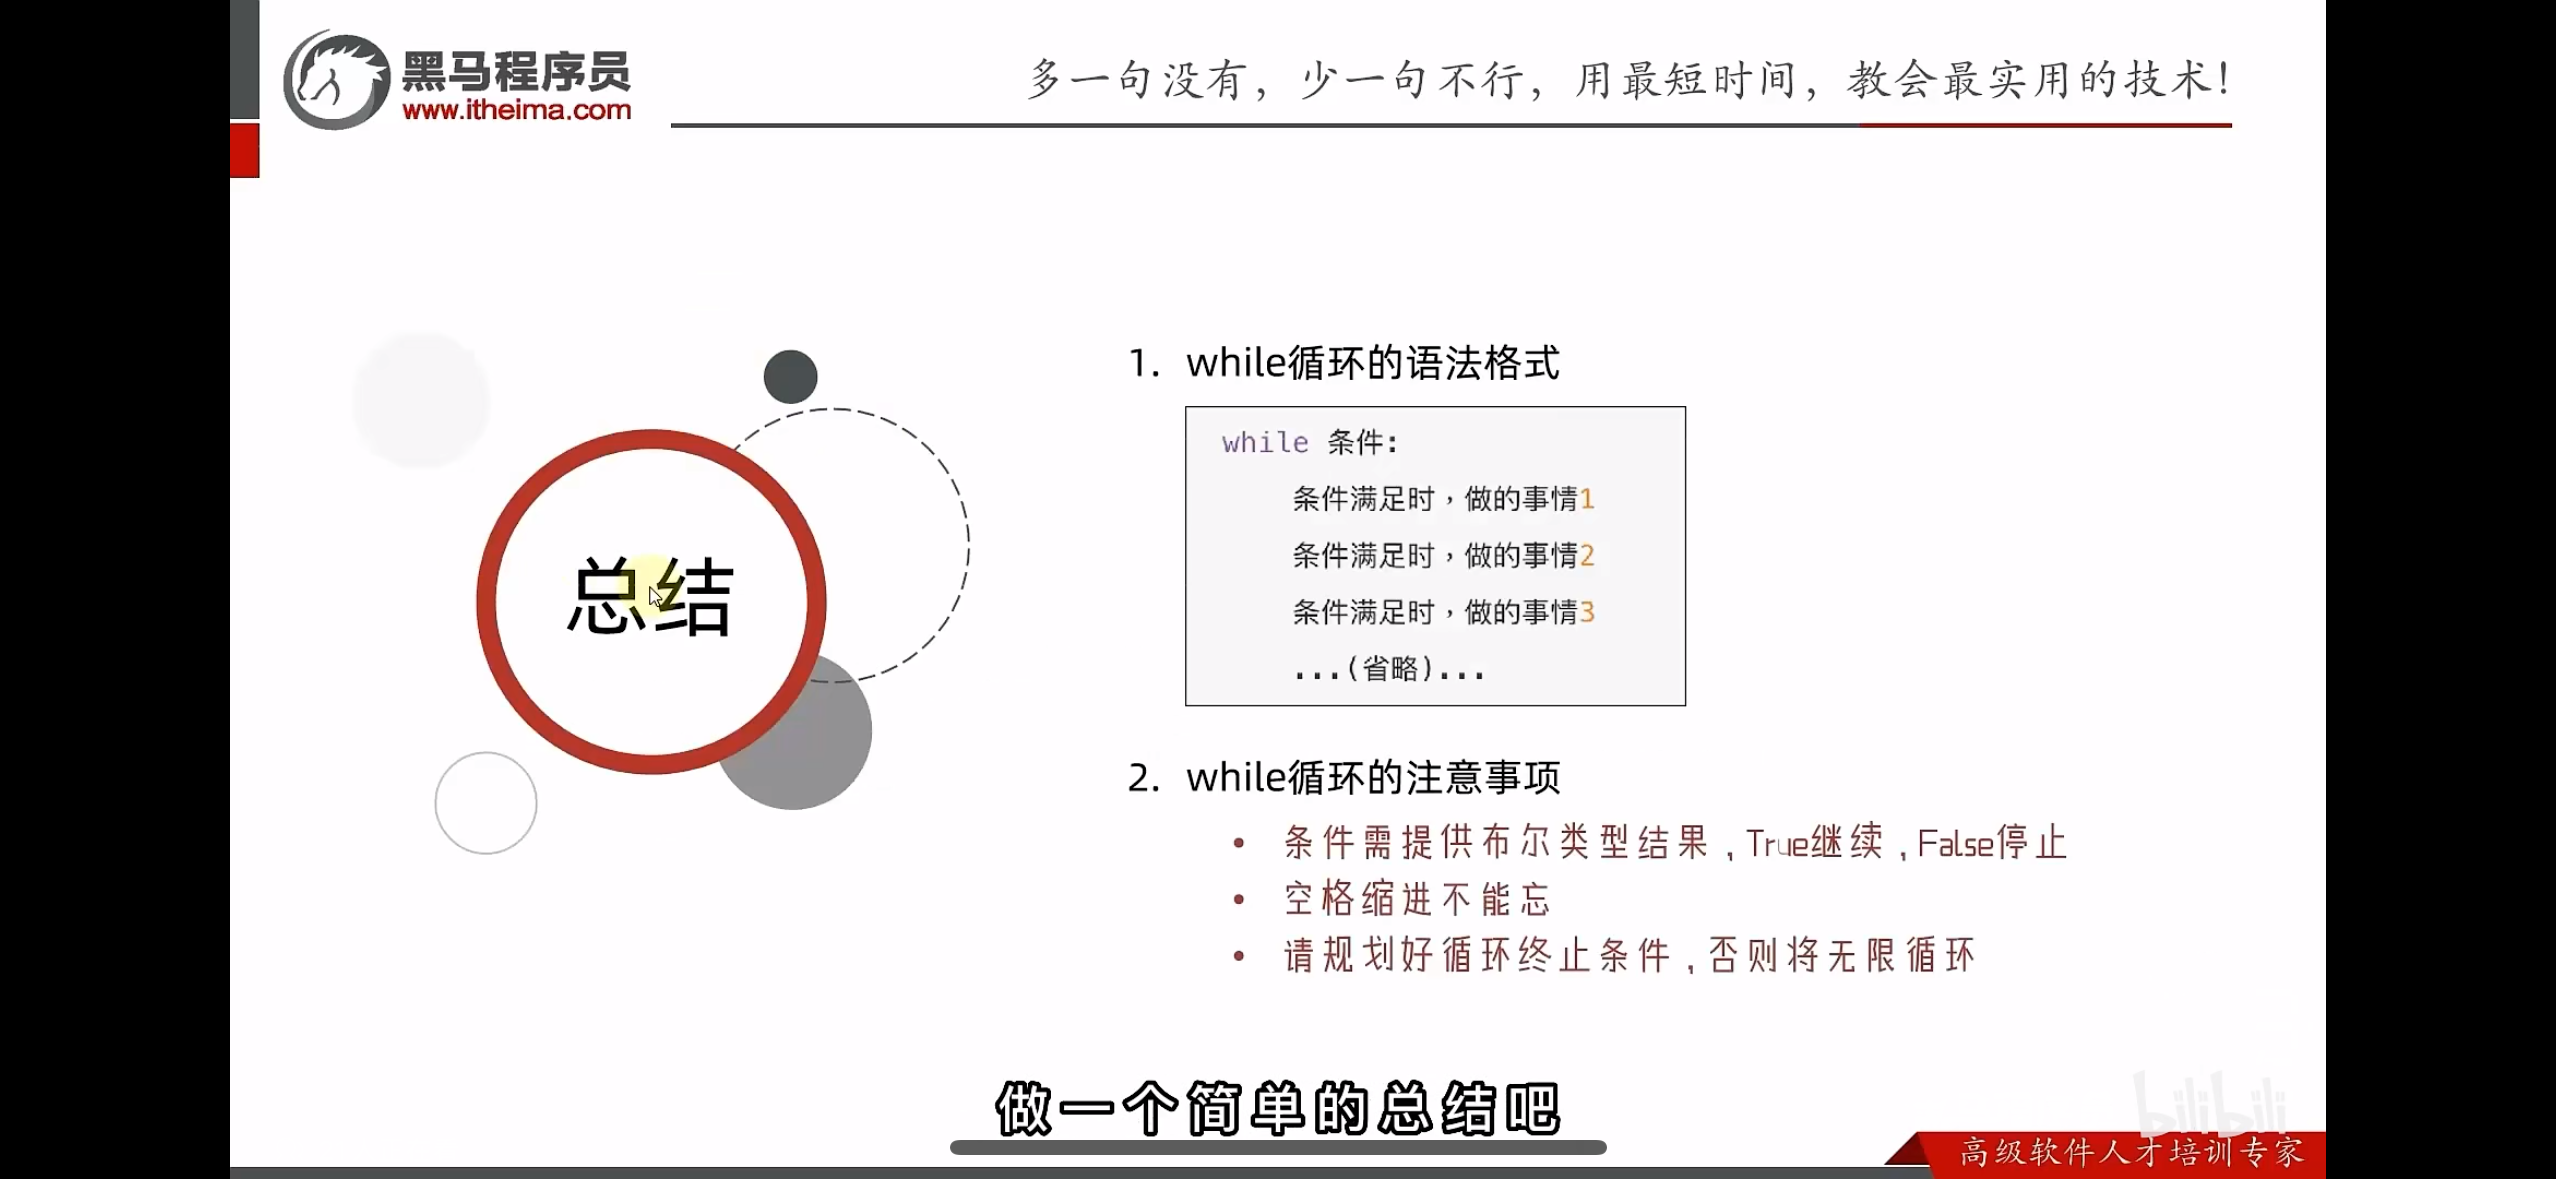 黑马程序员
www.itheima.com
多一句没有，少一句不行，用最短时间，教会最实用的技术！
总结
1. while循环的语法格式
while 条件:
条件满足时，做的事情1
条件满足时，做的事情2
条件满足时，做的事情3
...(省略)...
2. while循环的注意事项
• 条件需提供布尔类型结果，True继续，False停止
• 空格缩进不能忘
• 请规划好循环终止条件，否则将无限循环
做一个简单的总结吧
bilibili
高级软件人才培训专家